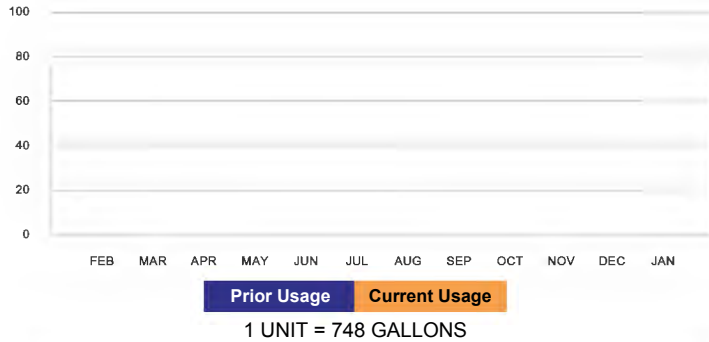 100
80
60
40
20
0
FEB MAR APR MAY JUN JUL AUG SEP OCT NOV DEC JAN
Prior Usage Current Usage
1 UNIT = 748 GALLONS